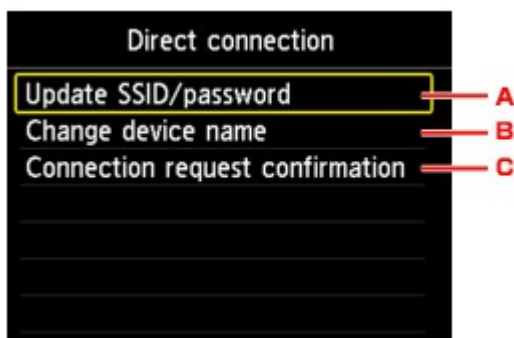 Direct connection
Update SSID/password A
Change device name B
Connection request confirmation C